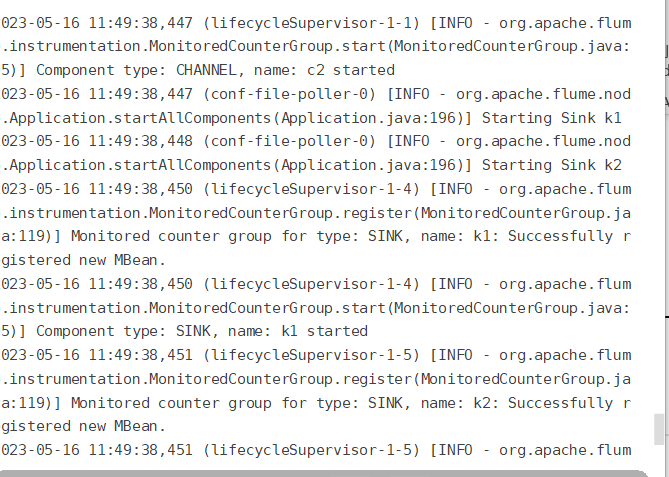 023-05-16 11:49:38,447 (lifecycleSupervisor-1-1) [INFO - org.apache.flum
.instrumentation.MonitoredCounterGroup.start(MonitoredCounterGroup.java:
5)] Component type: CHANNEL, name: c2 started
023-05-16 11:49:38,447 (conf-file-poller-0) [INFO - org.apache.flume.nod
.Application.startAllComponents(Application.java:196)] Starting Sink k1
023-05-16 11:49:38,448 (conf-file-poller-0) [INFO - org.apache.flume.nod
.Application.startAllComponents(Application.java:196)] Starting Sink k2
023-05-16 11:49:38,450 (lifecycleSupervisor-1-4) [INFO - org.apache.flum
.instrumentation.MonitoredCounterGroup.register(MonitoredCounterGroup.ja
a:119)] Monitored counter group for type: SINK, name: k1: Successfully r
gistered new MBean.
023-05-16 11:49:38,450 (lifecycleSupervisor-1-4) [INFO - org.apache.flum
.instrumentation.MonitoredCounterGroup.start(MonitoredCounterGroup.java:
5)] Component type: SINK, name: k1 started
023-05-16 11:49:38,451 (lifecycleSupervisor-1-5) [INFO - org.apache.flum
.instrumentation.MonitoredCounterGroup.register(MonitoredCounterGroup.ja
a:119)] Monitored counter group for type: SINK, name: k2: Successfully r
gistered new MBean.
023-05-16 11:49:38,451 (lifecycleSupervisor-1-5) [INFO - org.apache.flum